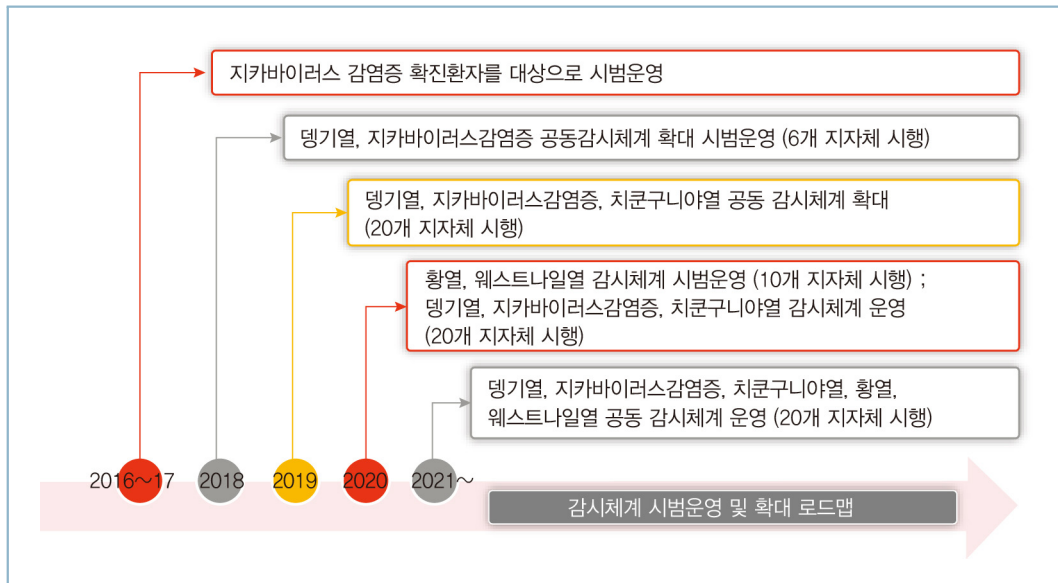 지카바이러스 감염증 확진환자를 대상으로 시범운영
뎅기열, 지카바이러스감염증 공동감시체계 확대 시범운영 (6개 지자체 시행)
뎅기열, 지카바이러스감염증, 치쿤구니야열 공동 감시체계 확대
(20개 지자체 시행)
황열, 웨스트나일열 감시체계 시범운영 (10개 지자체 시행) ;
뎅기열, 지카바이러스감염증, 치쿤구니야열 감시체계 운영
(20개 지자체 시행)
뎅기열, 지카바이러스감염증, 치쿤구니야열, 황열,
웨스트나일열 공동 감시체계 운영 (20개 지자체 시행)
2016～17 2018 2019 2020 2021～
감시체계 시범운영 및 확대 로드맵